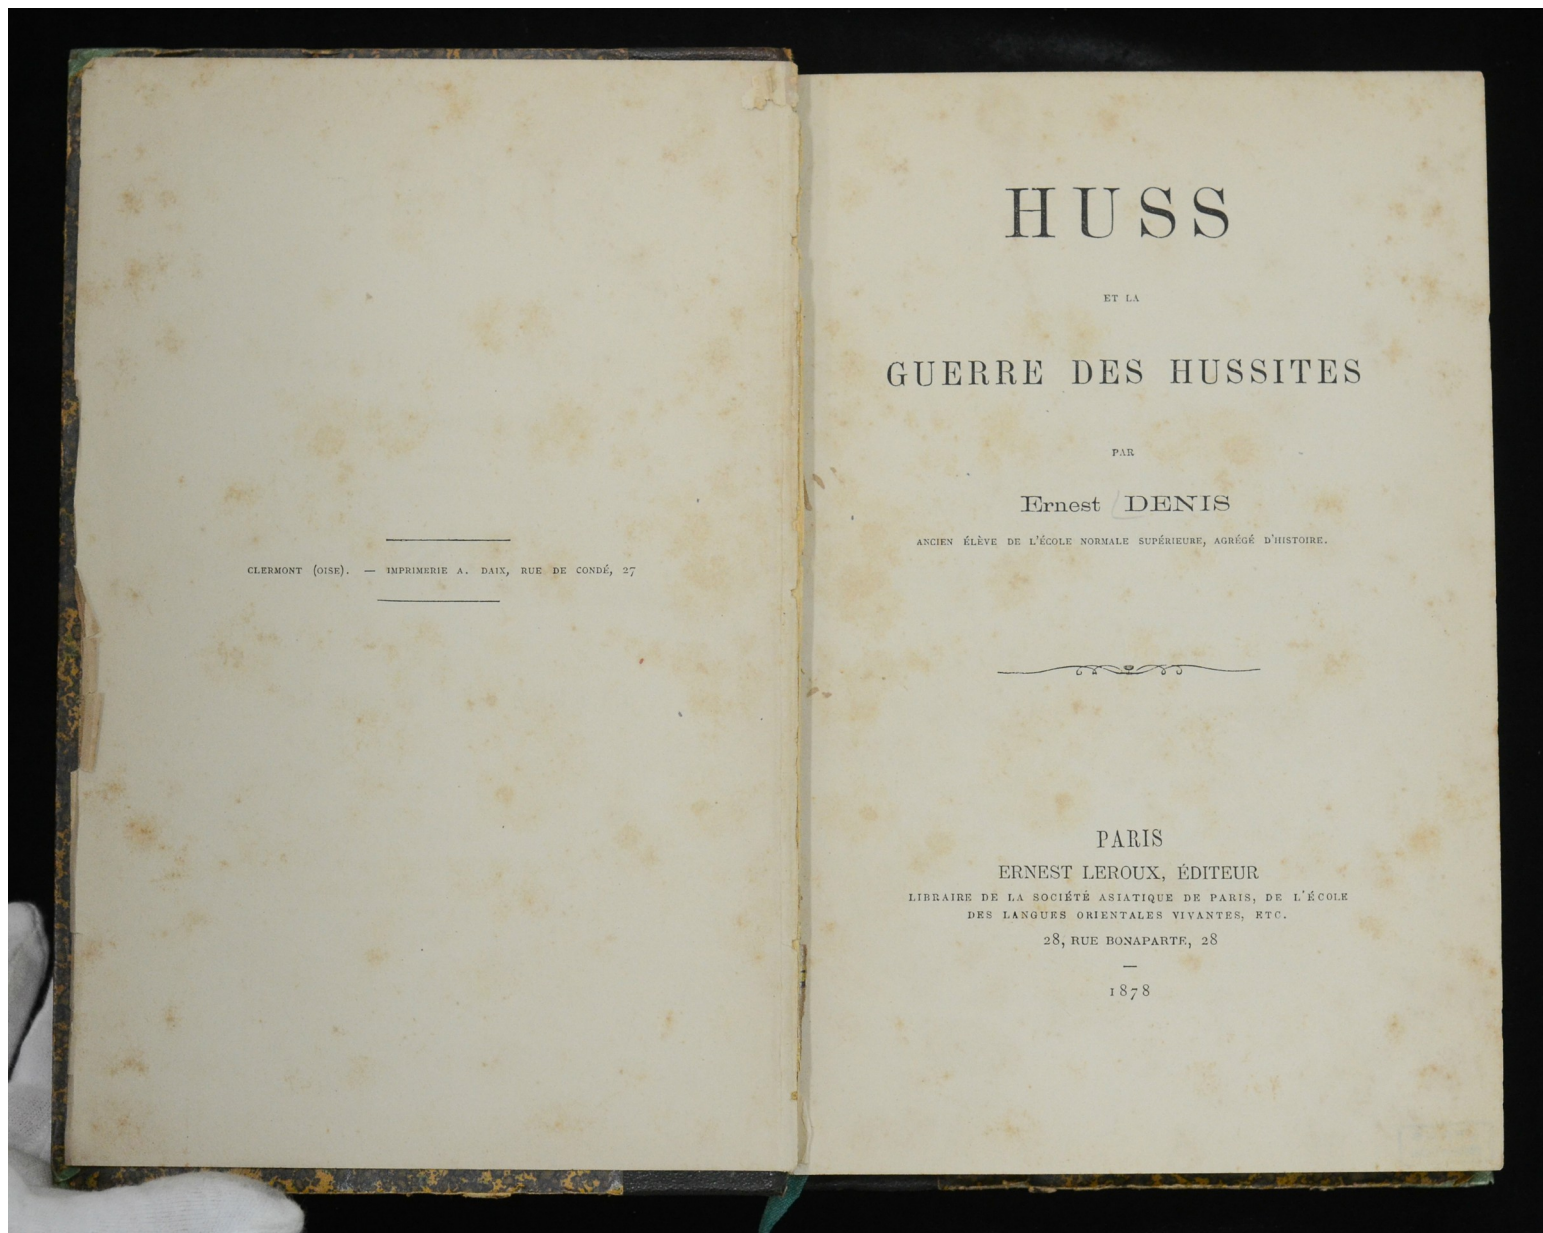 CLERMONT (OISE). — IMPRIMERIE A. DAIX, RUE DE CONDÉ, 27
HUSS
ET LA
GUERRE DES HUSSITES
PAR
Ernest DENIS
ANCIEN ÉLÈVE DE L'ÉCOLE NORMALE SUPÉRIEURE, AGRÉGÉ D'HISTOIRE.
PARIS
ERNEST LEROUX, ÉDITEUR
LIBRAIRE DE LA SOCIÉTÉ ASIATIQUE DE PARIS, DE L'ÉCOLE
DES LANGUES ORIENTALES VIVANTES, ETC.
28, RUE BONAPARTE, 28
—
1878